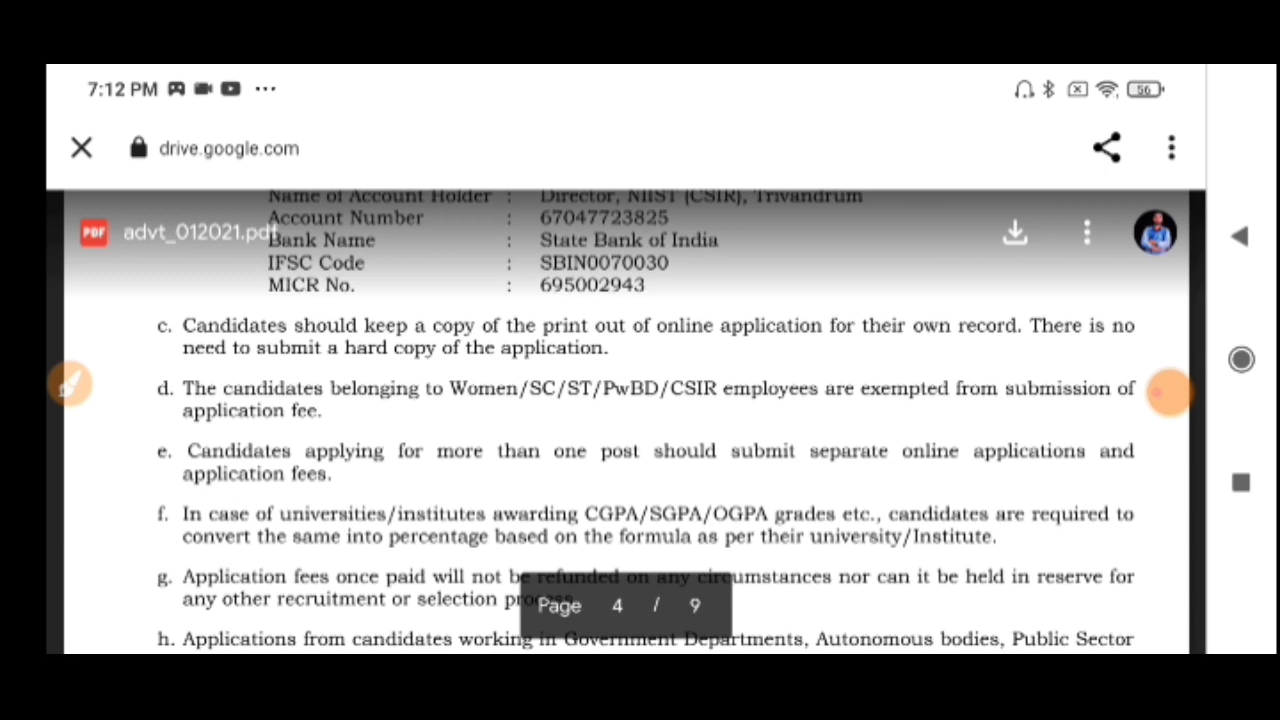 7:12 PM
56
drive.google.com
Name of Account Holder : Director, NIIST (CSIR), Trivandrum
Account Number : 67047723825
PDF advt_012021.pdf
Bank Name : State Bank of India
IFSC Code : SBIN0070030
MICR No. : 695002943
c. Candidates should keep a copy of the print out of online application for their own record. There is no
need to submit a hard copy of the application.
d. The candidates belonging to Women/SC/ST/PwBD/CSIR employees are exempted from submission of
application fee.
e. Candidates applying for more than one post should submit separate online applications and
application fees.
f. In case of universities/institutes awarding CGPA/SGPA/OGPA grades etc., candidates are required to
convert the same into percentage based on the formula as per their university/Institute.
g. Application fees once paid will not be refunded on any circumstances nor can it be held in reserve for
any other recruitment or selection process
Page 4 / 9
h. Applications from candidates working in Government Departments, Autonomous bodies, Public Sector